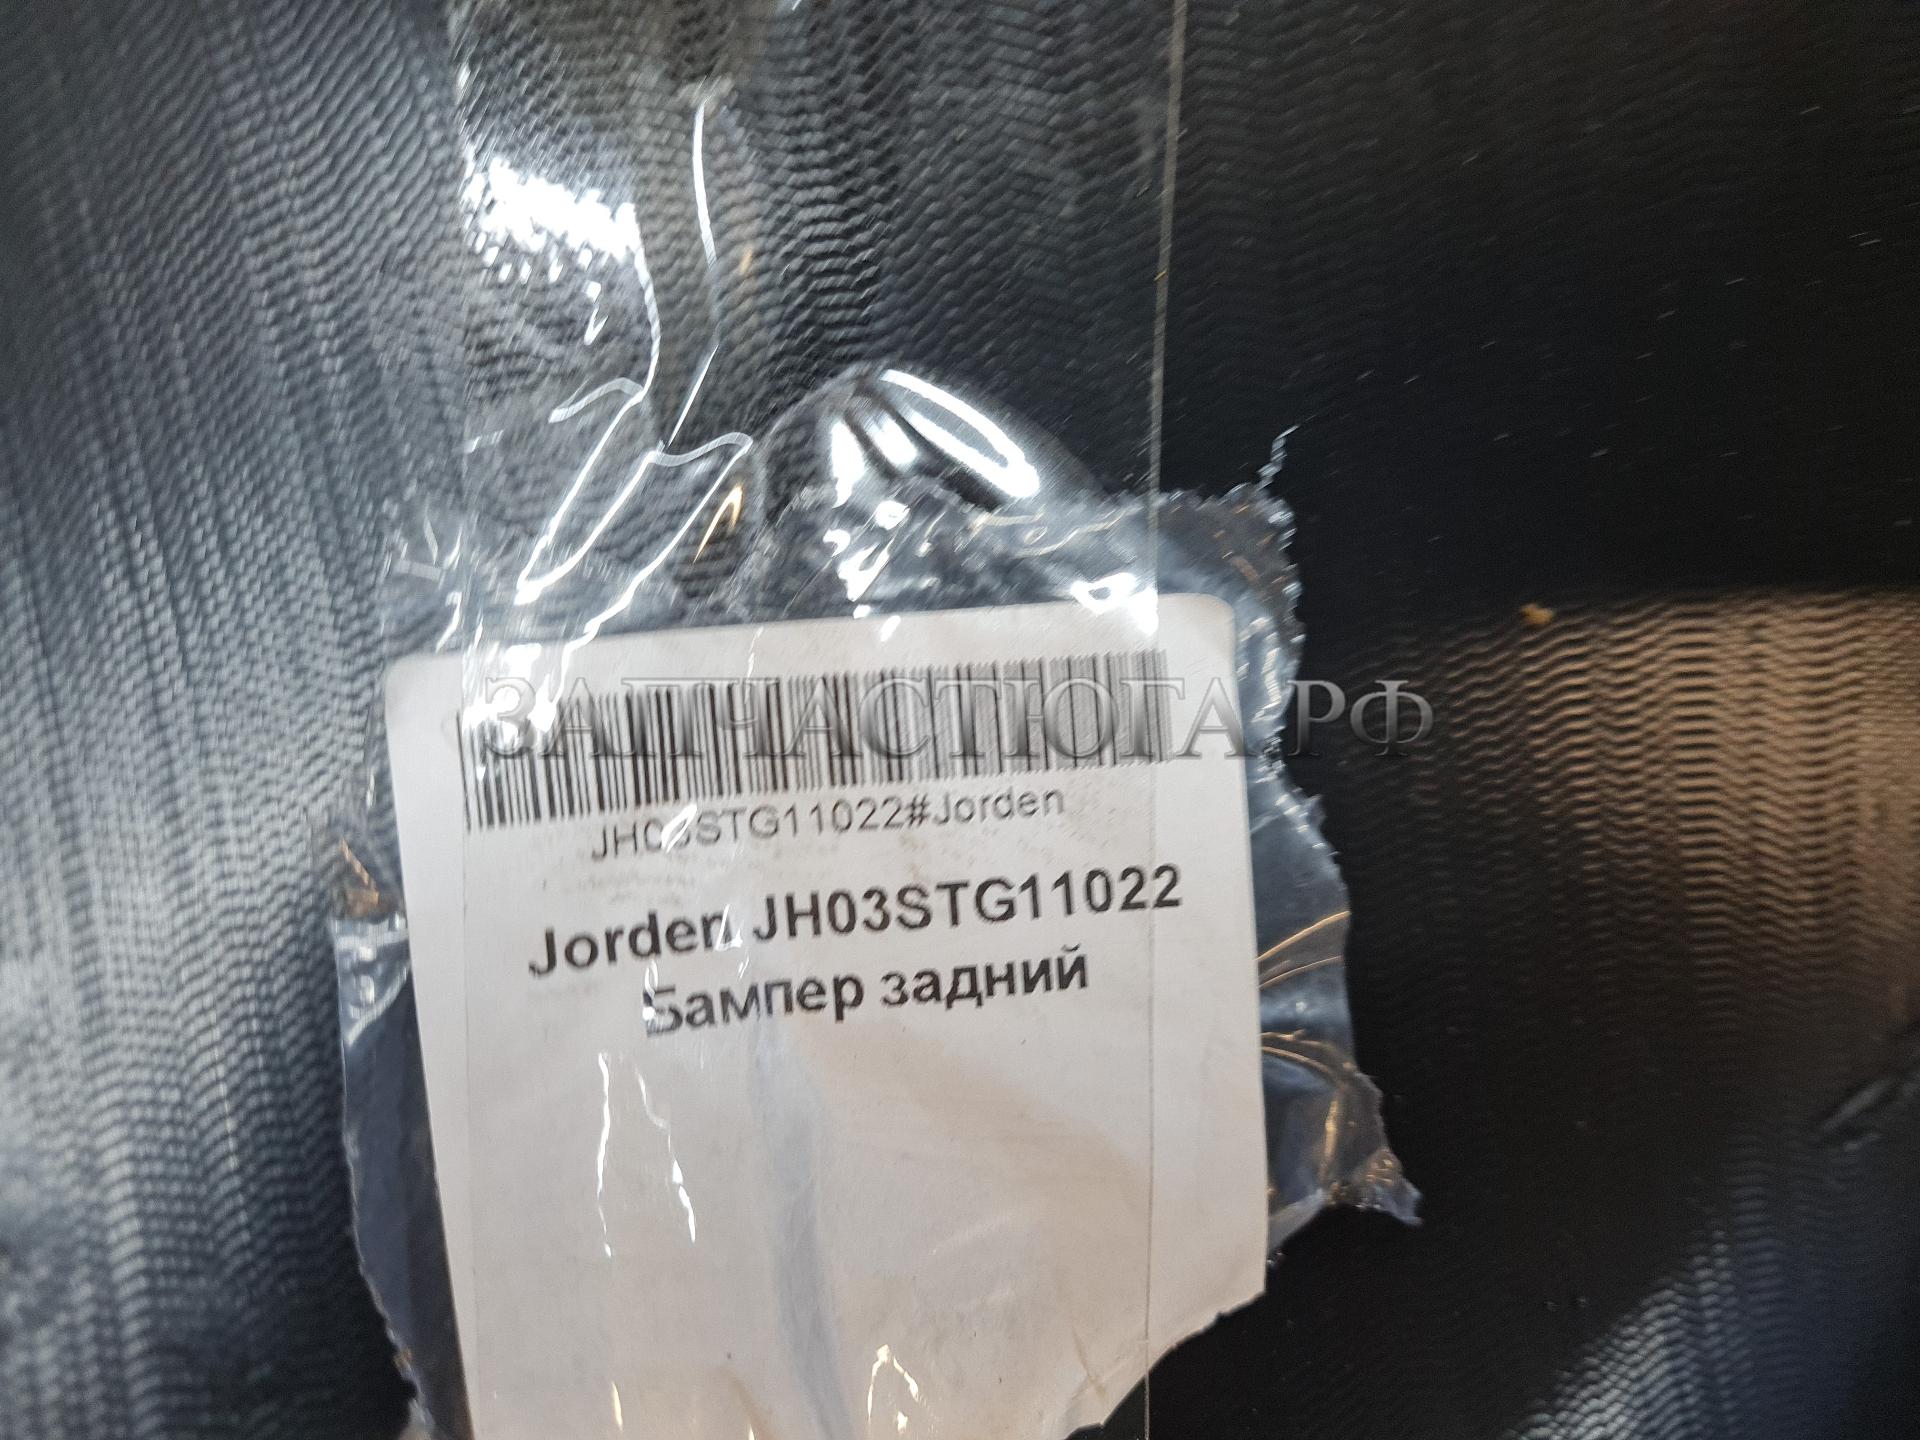 ЗАПЧАСТЮГА.РФ
JH03STG11022#Jorden
Jorden JH03STG11022
Бампер задний